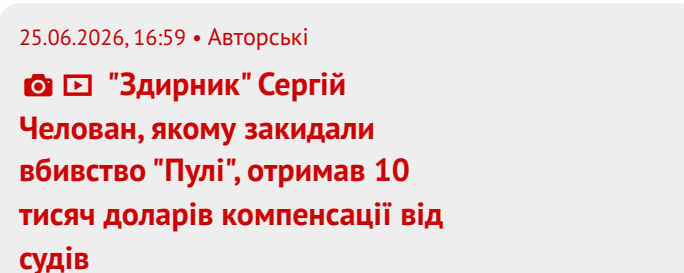 25.06.2026, 16:59 • Авторські
"Здирник" Сергій
Челован, якому закидали
вбивство "Пулі", отримав 10
тисяч доларів компенсації від
судів